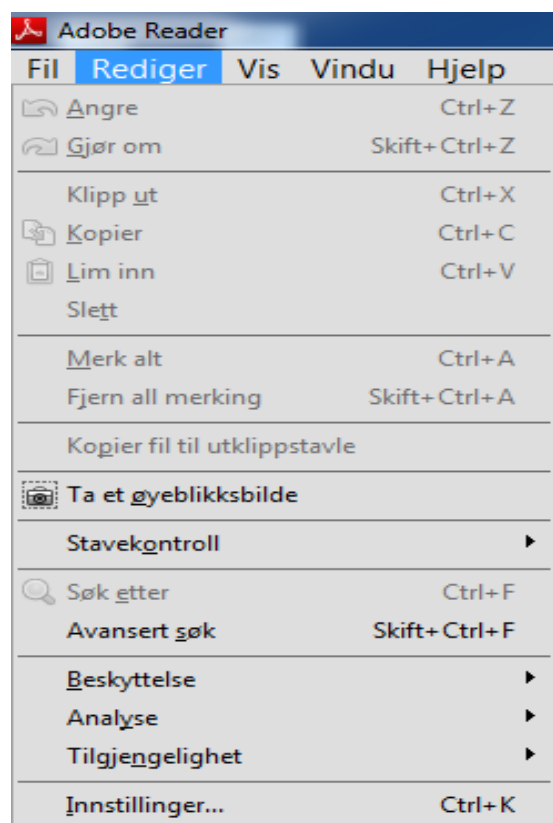 Adobe Reader
Fil Rediger Vis Vindu Hjelp
Angre Ctrl+Z
Gjør om Skift+Ctrl+Z
Klipp ut Ctrl+X
Kopier Ctrl+C
Lim inn Ctrl+V
Slett
Merk alt Ctrl+A
Fjern all merking Skift+Ctrl+A
Kopier fil til utklippstavle
Ta et øyeblikksbilde
Stavekontroll
Søk etter Ctrl+F
Avansert søk Skift+Ctrl+F
Beskyttelse
Analyse
Tilgjengelighet
Innstillinger... Ctrl+K